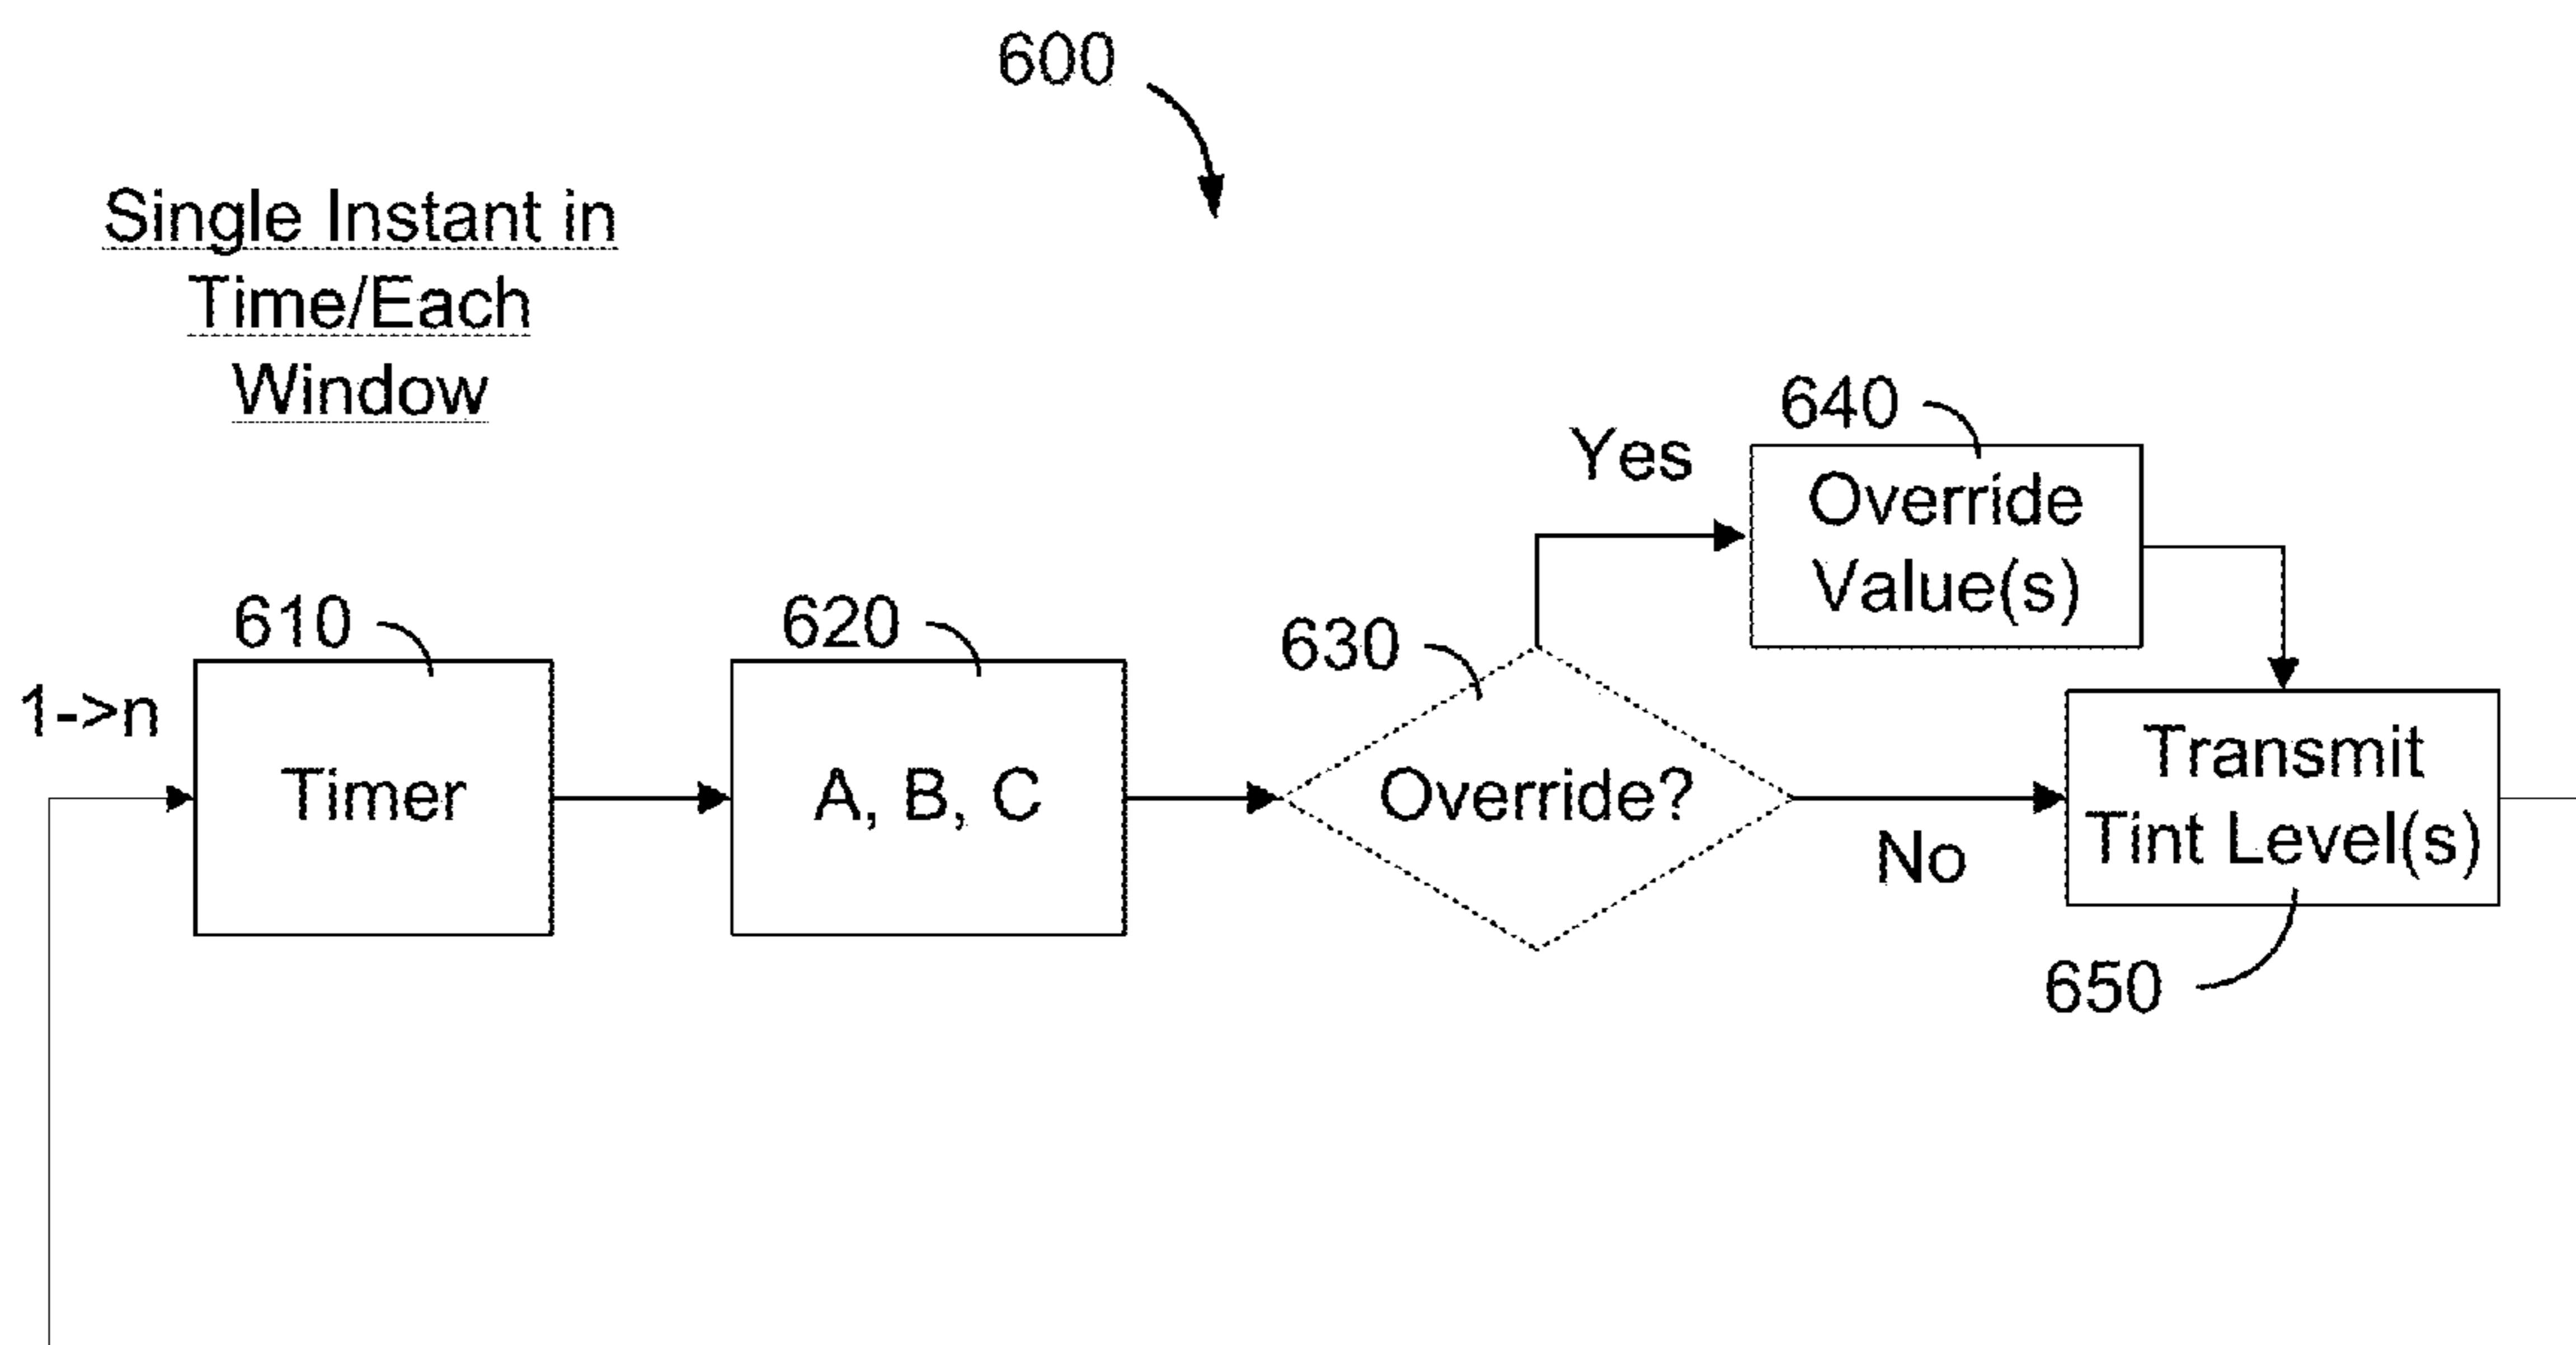 600
Single Instant in
Time/Each
Window
640
Yes
Override
Value(s)
610
620
630
1->n
Timer
A, B, C
Override?
No
Transmit
Tint Level(s)
650